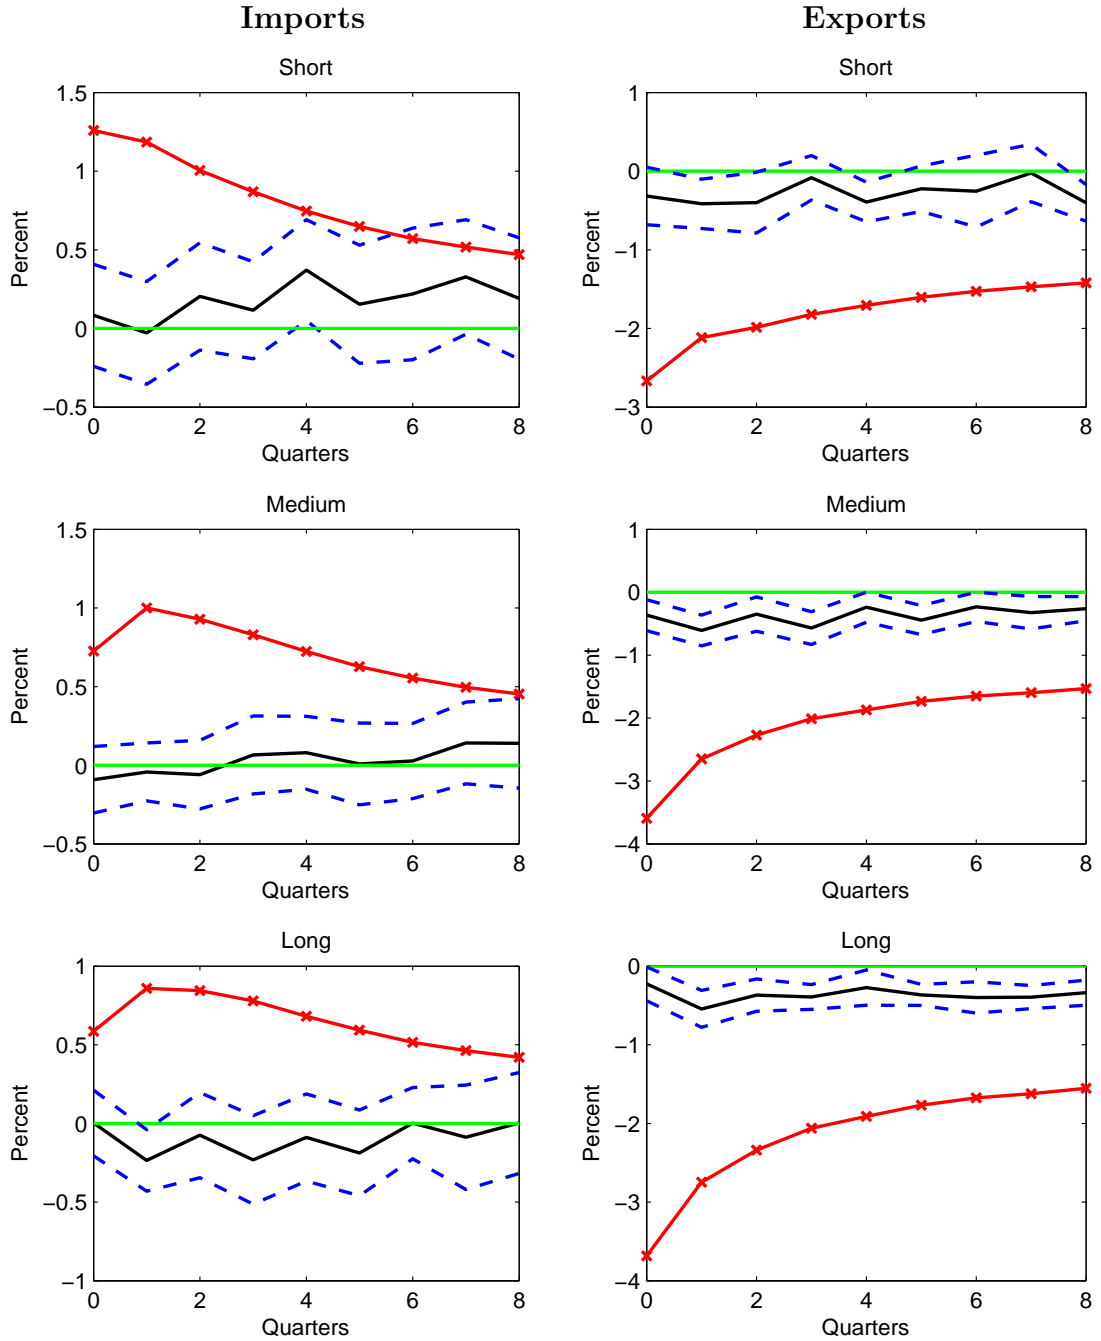 Imports Exports
Short Short
1.5 1
1 0
0.5 −1
0 −2
−0.5 −3
Percent Percent
0 2 4 6 8 0 2 4 6 8
Quarters Quarters
Medium Medium
1.5 1
1 0
0.5 −1
0 −2
−0.5 −3
−4
Percent Percent
0 2 4 6 8 0 2 4 6 8
Quarters Quarters
Long Long
1 0
0.5 −1
0 −2
−0.5 −3
−1 −4
Percent Percent
0 2 4 6 8 0 2 4 6 8
Quarters Quarters